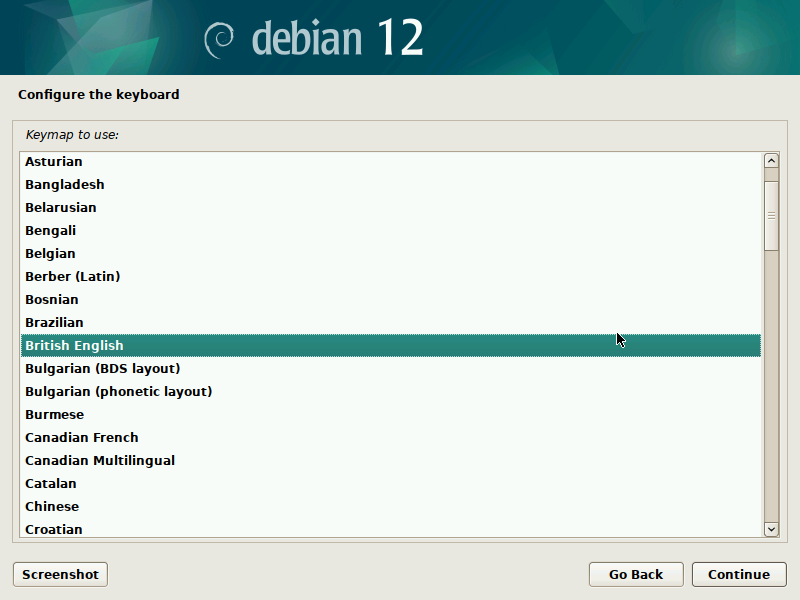 debian 12
Configure the keyboard
Keymap to use:
Asturian
Bangladesh
Belarusian
Bengali
Belgian
Berber (Latin)
Bosnian
Brazilian
British English
Bulgarian (BDS layout)
Bulgarian (phonetic layout)
Burmese
Canadian French
Canadian Multilingual
Catalan
Chinese
Croatian
Screenshot Go Back Continue